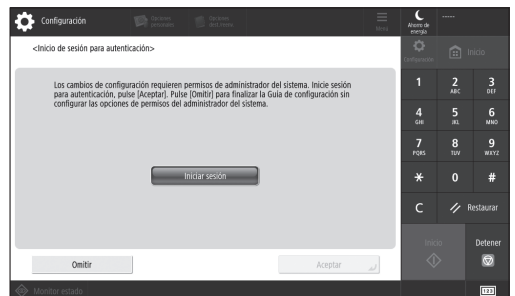 Configuración
Opciones personales
Menú
Ahorro de energía
-----
<Inicio de sesión para autenticación>
Configuración
Inicio
Los cambios de configuración requieren permisos de administrador del sistema. Inicie sesión
para autenticación, pulse [Aceptar]. Pulse [Omitir] para finalizar la Guía de configuración sin
configurar las opciones de permisos del administrador del sistema.
Iniciar sesión
Omitir
Aceptar
Monitor estado
1
2 ABC
3 DEF
4 GHI
5 JKL
6 MNO
7 PQRS
8 TUV
9 WXYZ
*
0
#
C
Restaurar
Inicio
Detener
123